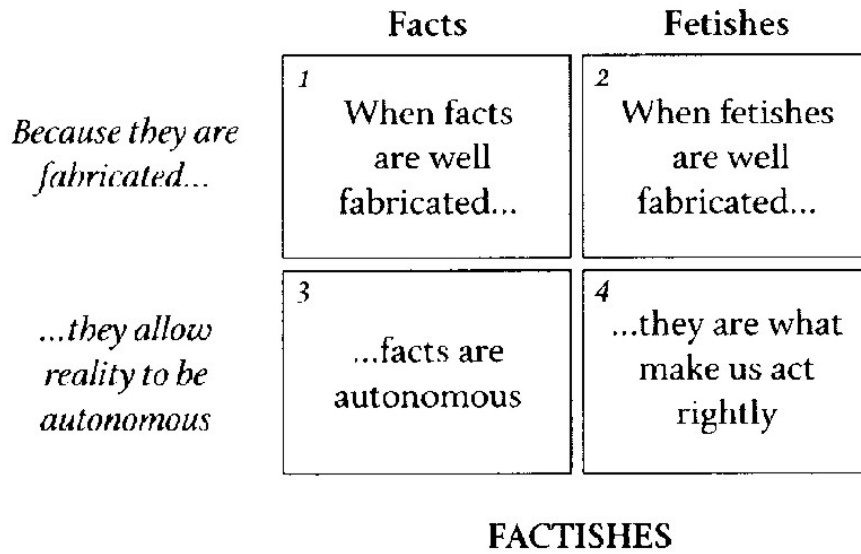 Facts
Fetishes
Because they are
fabricated...
1
When facts
are well
fabricated...
2
When fetishes
are well
fabricated...
...they allow
reality to be
autonomous
3
...facts are
autonomous
4
...they are what
make us act
rightly
FACTISHES